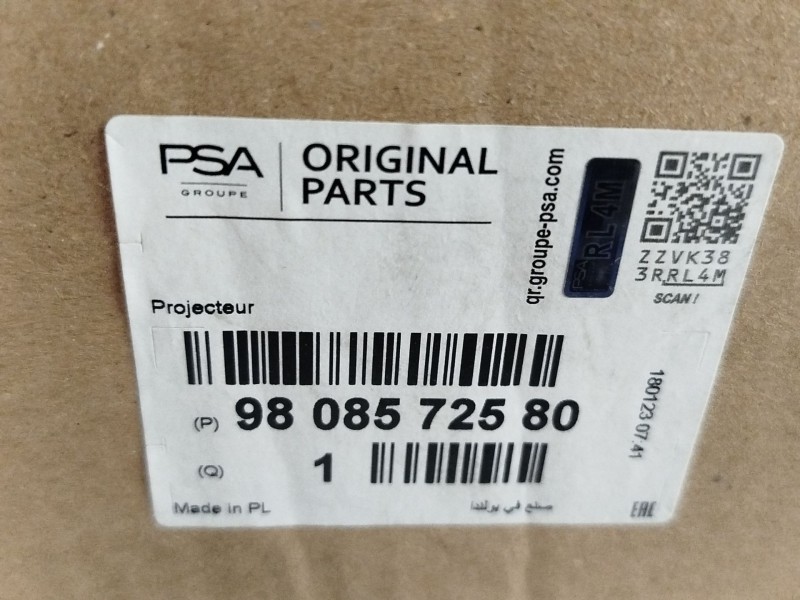 PSA
GROUPE
ORIGINAL
PARTS
qr.groupe-psa.com
PSA RL4M
ZZVK38
3RRL4M
SCAN!
Projecteur
(P) 98 085 725 80
(Q) 1
180123 07:41
Made in PL
صنع في بولندا
EAC